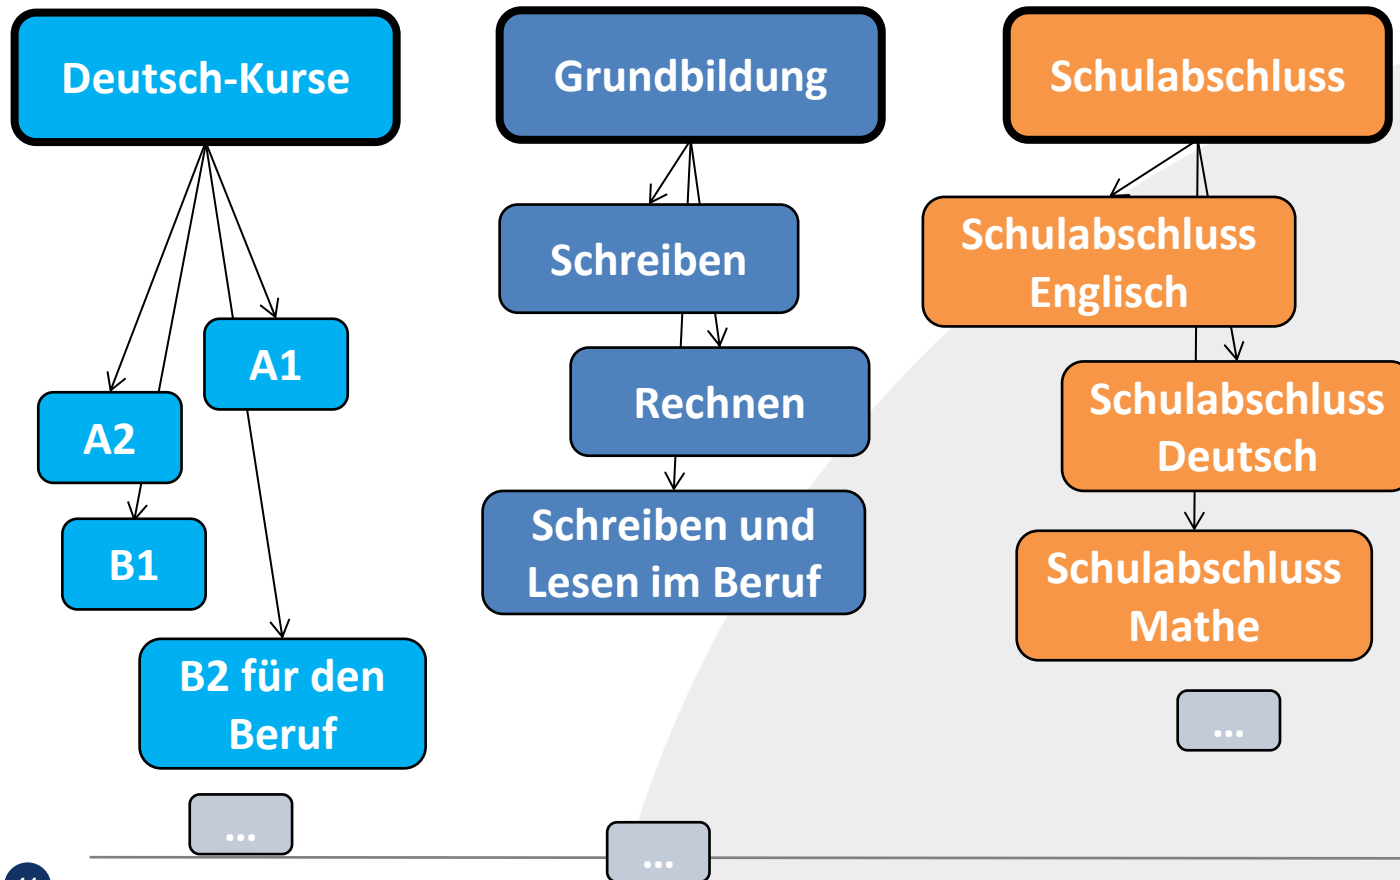 Deutsch-Kurse
Grundbildung
Schulabschluss
Schreiben
Schulabschluss
Englisch
A1
Rechnen
Schulabschluss
Deutsch
A2
Schreiben und
Lesen im Beruf
B1
Schulabschluss
Mathe
B2 für den
Beruf
...
...
...